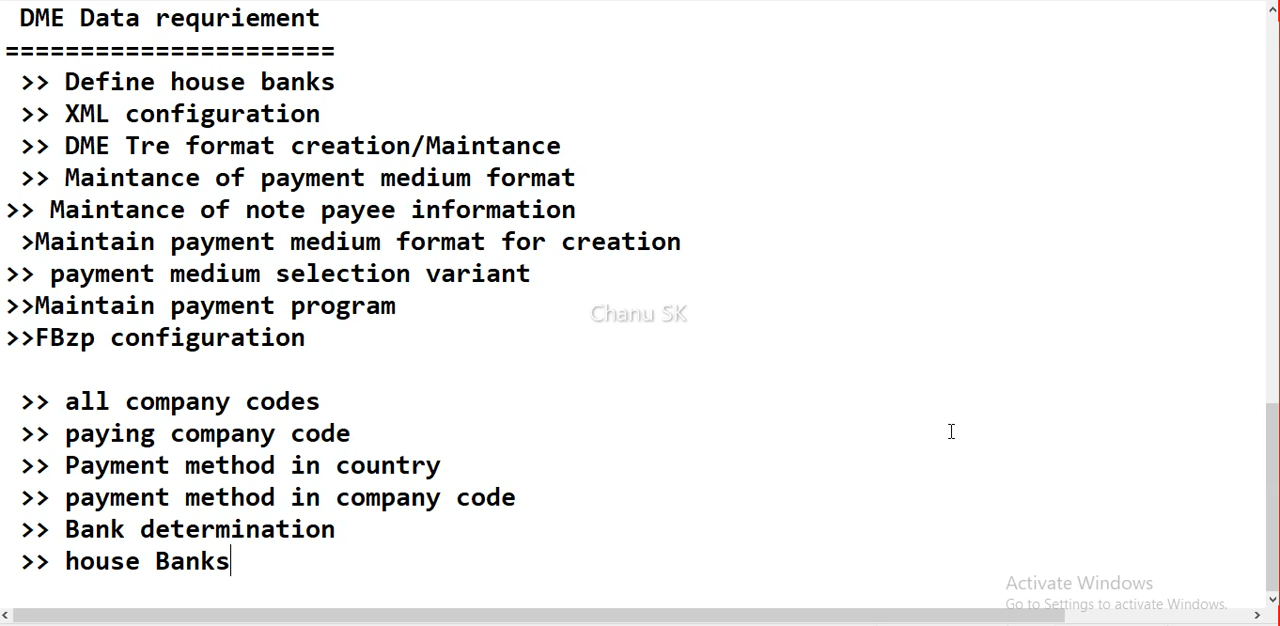 DME Data requriement
======================
>> Define house banks
>> XML configuration
>> DME Tre format creation/Maintance
>> Maintance of payment medium format
>> Maintance of note payee information
>Maintain payment medium format for creation
>> payment medium selection variant
>>Maintain payment program
Chanu SK
>>FBzp configuration
>> all company codes
>> paying company code
>> Payment method in country
>> payment method in company code
>> Bank determination
>> house Banks
Activate Windows
Go to Settings to activate Windows.